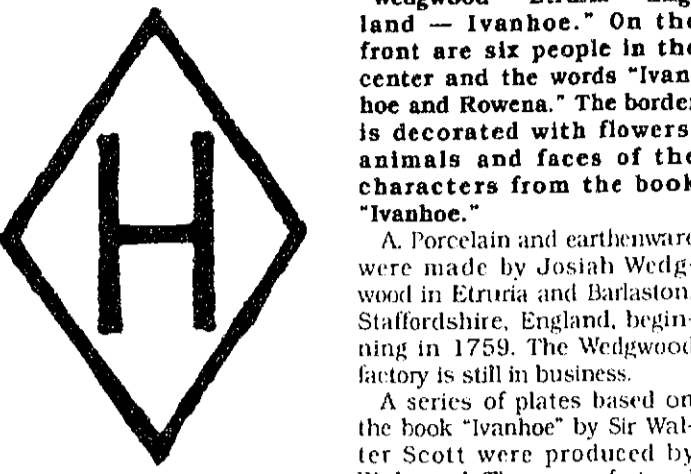 H
land — Ivanhoe." On the
front are six people in the
center and the words "Ivan
hoe and Rowena." The border
is decorated with flowers
animals and faces of the
characters from the book
"Ivanhoe."
A. Porcelain and earthenware
were made by Josiah Wedg-
wood in Etruria and Barlaston,
Staffordshire, England, begin-
ning in 1759. The Wedgwood
factory is still in business.
A series of plates based on
the book "Ivanhoe" by Sir Wal-
ter Scott were produced by